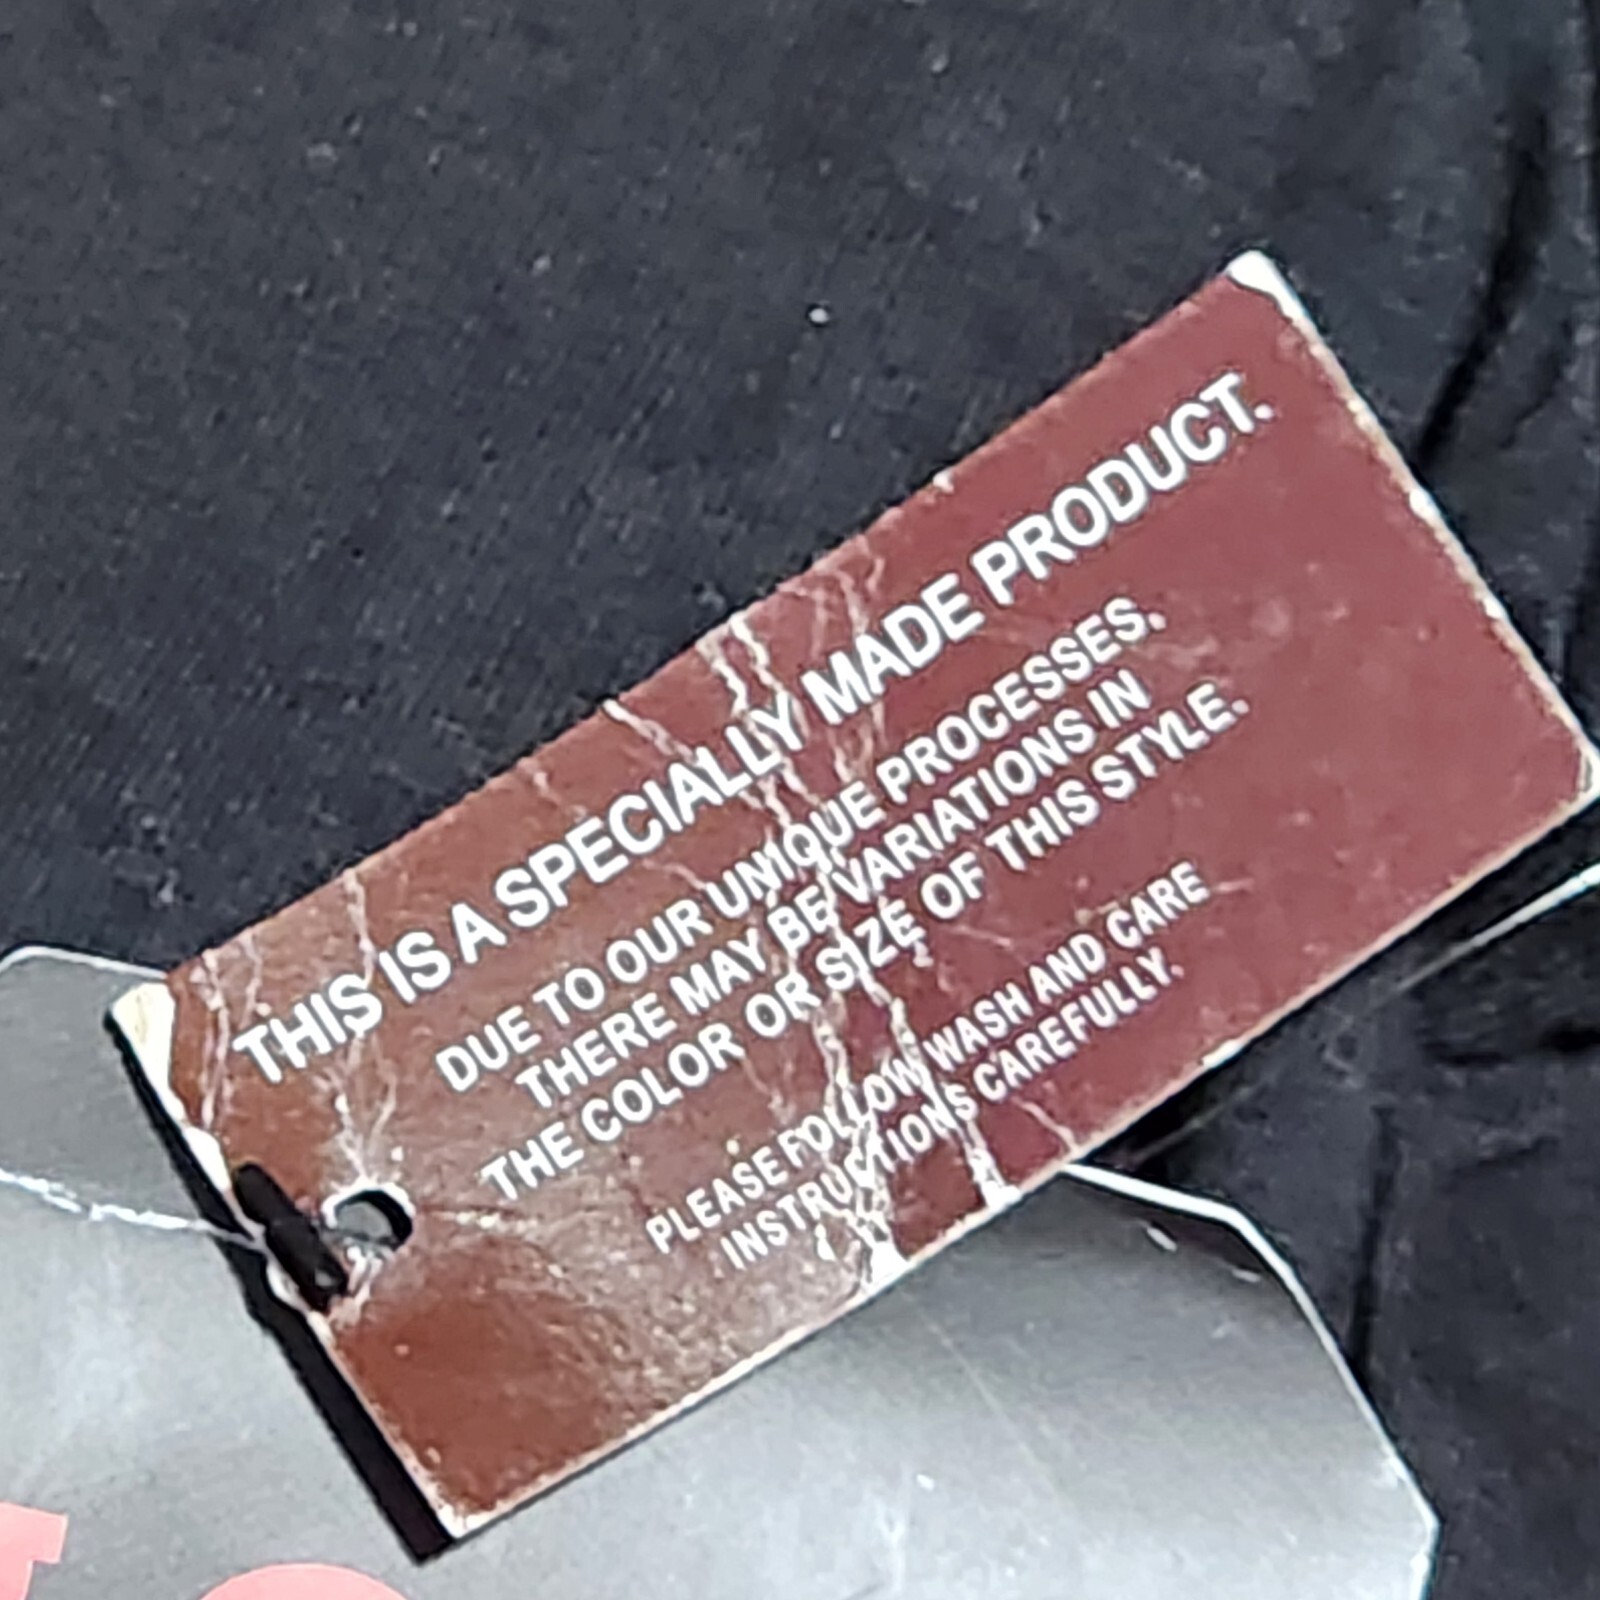 THIS IS A SPECIALLY MADE PRODUCT.
DUE TO OUR UNIQUE PROCESSES.
THERE MAY BE VARIATIONS IN
THE COLOR OR SIZE OF THIS STYLE.
PLEASE FOLLOW WASH AND CARE
INSTRUCTIONS CAREFULLY.